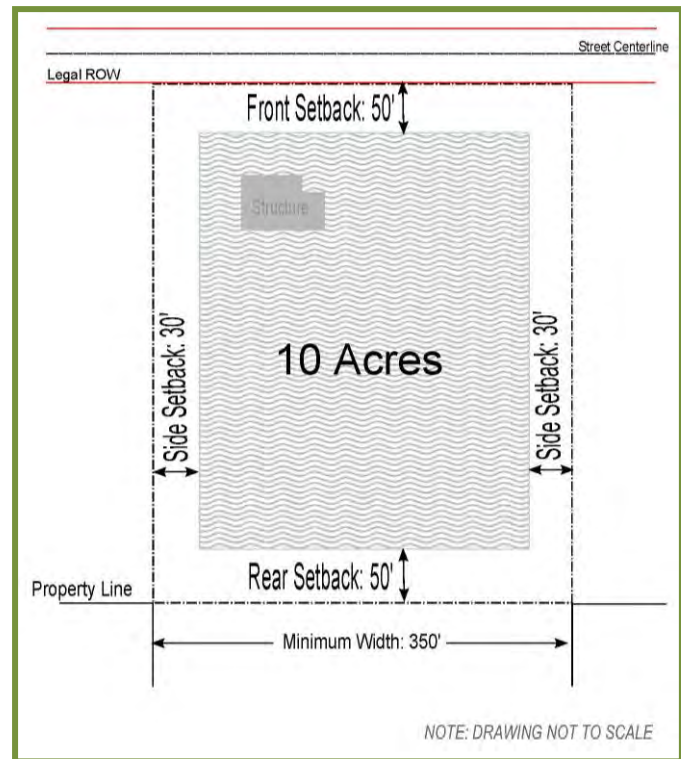 Street Centerline
Legal ROW
Front Setback: 50'
Structure
Side Setback: 30'
10 Acres
Side Setback: 30'
Rear Setback: 50'
Property Line
Minimum Width: 350'
NOTE: DRAWING NOT TO SCALE